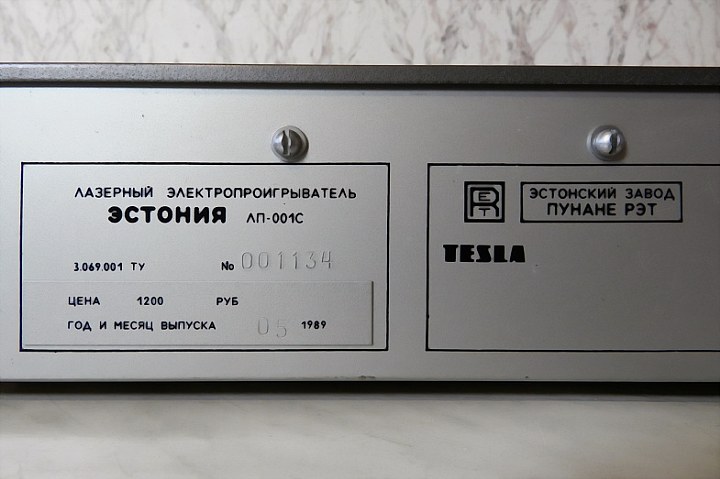 ЛАЗЕРНЫЙ ЭЛЕКТРОПРОИГРЫВАТЕЛЬ
ЭСТОНИЯ ЛП-001С
3.069.001 ТУ № 001134
ЦЕНА 1200 РУБ
ГОД И МЕСЯЦ ВЫПУСКА 05 1989
RET
ЭСТОНСКИЙ ЗАВОД
ПУНАНЕ РЭТ
TESLA